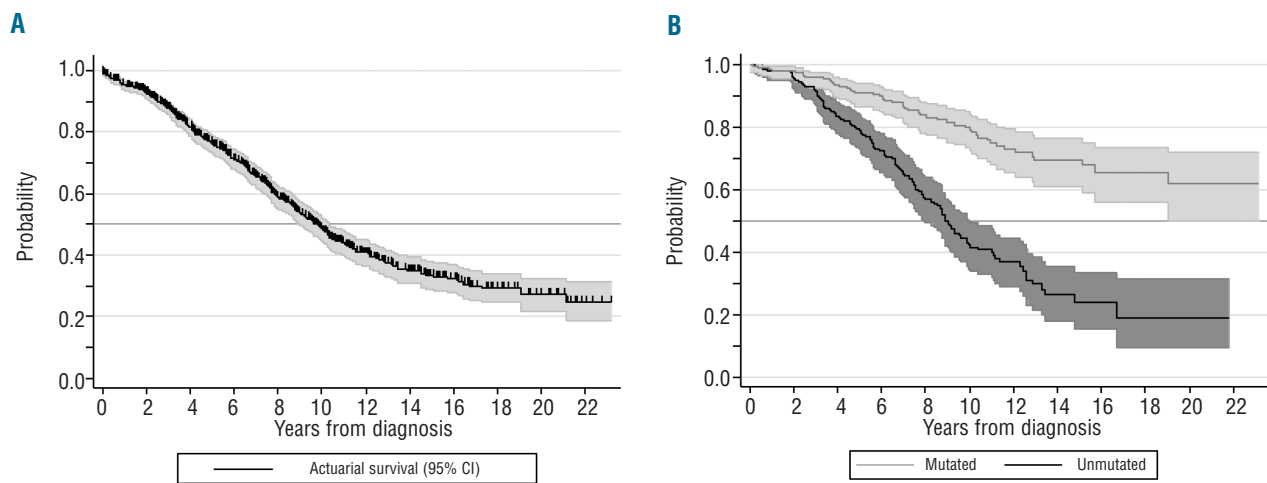 A
1.0
0.8
0.6
0.4
0.2
0.0
Probability
0 2 4 6 8 10 12 14 16 18 20 22
Years from diagnosis
Actuarial survival (95% CI)
B
1.0
0.8
0.6
0.4
0.2
0.0
Probability
0 2 4 6 8 10 12 14 16 18 20 22
Years from diagnosis
Mutated Unmutated